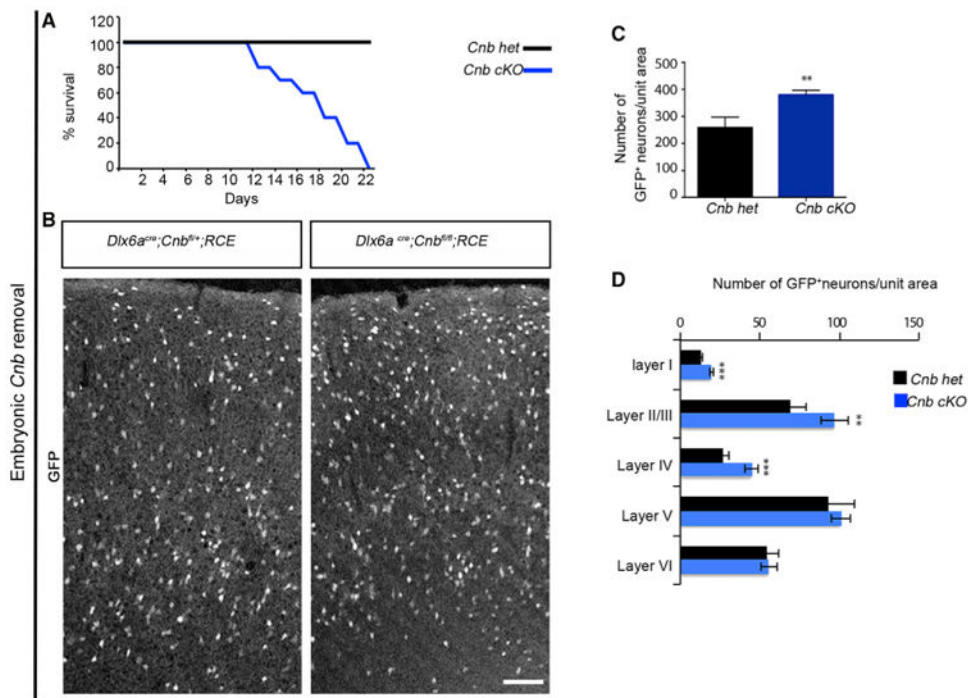 Embryonic Cnb removal
A
120
100
80
60
40
20
0
% survival
2 4 6 8 10 12 14 16 18 20 22
Days
Cnb het
Cnb cKO
B
Dlx6a^cre;Cnb^fl/+;RCE
Dlx6a ^cre;Cnb^fl/fl;RCE
GFP
C
Number of
GFP⁺ neurons/unit area
400
300
200
100
0
**
Cnb het
Cnb cKO
D
Number of GFP⁺neurons/unit area
0 50 100 150
layer I
***
Layer II/III
**
Layer IV
***
Layer V
Layer VI
Cnb het
Cnb cKO